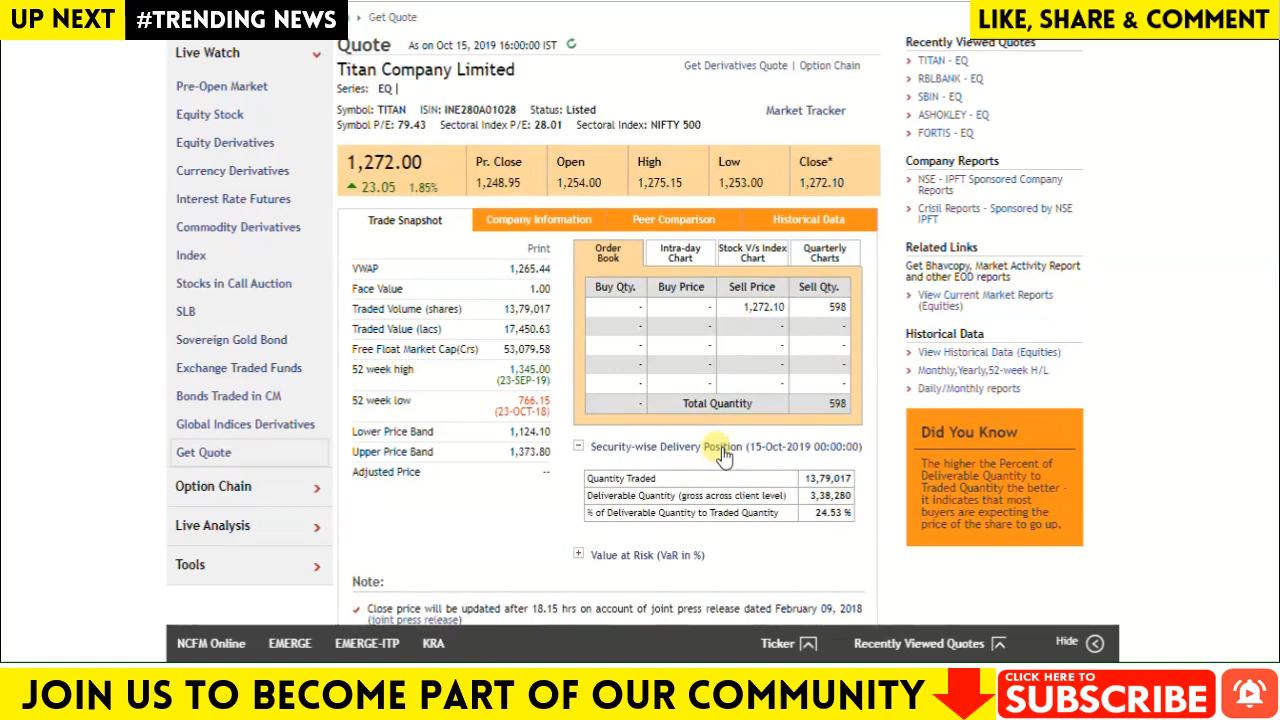 UP NEXT #TRENDING NEWS
LIKE, SHARE & COMMENT
Get Quote
Live Watch
Pre-Open Market
Equity Stock
Equity Derivatives
Currency Derivatives
Interest Rate Futures
Commodity Derivatives
Index
Stocks in Call Auction
SLB
Sovereign Gold Bond
Exchange Traded Funds
Bonds Traded in CM
Global Indices Derivatives
Get Quote
Option Chain
Live Analysis
Tools
Quote As on Oct 15, 2019 16:00:00 IST
Titan Company Limited
Get Derivatives Quote | Option Chain
Series: EQ |
Symbol: TITAN ISIN: INE280A01028 Status: Listed
Market Tracker
Symbol P/E: 79.43 Sectoral Index P/E: 28.01 Sectoral Index: NIFTY 500
1,272.00 Pr. Close Open High Low Close*
23.05 1.85% 1,248.95 1,254.00 1,275.15 1,253.00 1,272.10
Trade Snapshot Company Information Peer Comparison Historical Data
Print
VWAP 1,265.44
Face Value 1.00
Traded Volume (shares) 13,79,017
Traded Value (lacs) 17,450.63
Free Float Market Cap(Crs) 53,079.58
52 week high 1,345.00
(23-SEP-19)
52 week low 766.15
(23-OCT-18)
Lower Price Band 1,124.10
Upper Price Band 1,373.80
Adjusted Price --
Order Intra-day Stock V/s Index Quarterly
Book Chart Chart Charts
Buy Qty. Buy Price Sell Price Sell Qty.
- - 1,272.10 598
- - - -
- - - -
- - - -
- - - -
- Total Quantity 598
Security-wise Delivery Position (15-Oct-2019 00:00:00)
Quantity Traded 13,79,017
Deliverable Quantity (gross across client level) 3,38,280
% of Deliverable Quantity to Traded Quantity 24.53 %
Value at Risk (VaR in %)
Note:
Close price will be updated after 18.15 hrs on account of joint press release dated February 09, 2018
(joint press release)
Recently Viewed Quotes
TITAN - EQ
RBLBANK - EQ
SBIN - EQ
ASHOKLEY - EQ
FORTIS - EQ
Company Reports
NSE - IPFT Sponsored Company
Reports
Crisil Reports - Sponsored by NSE
IPFT
Related Links
Get Bhavcopy, Market Activity Report
and other EOD reports
View Current Market Reports
(Equities)
Historical Data
View Historical Data (Equities)
Monthly,Yearly,52-week H/L
Daily/Monthly reports
Did You Know
The higher the Percent of
Deliverable Quantity to
Traded Quantity the better -
it indicates that most
buyers are expecting the
price of the share to go up.
NCFM Online EMERGE EMERGE-ITP KRA Ticker Recently Viewed Quotes Hide
JOIN US TO BECOME PART OF OUR COMMUNITY
CLICK HERE TO
SUBSCRIBE